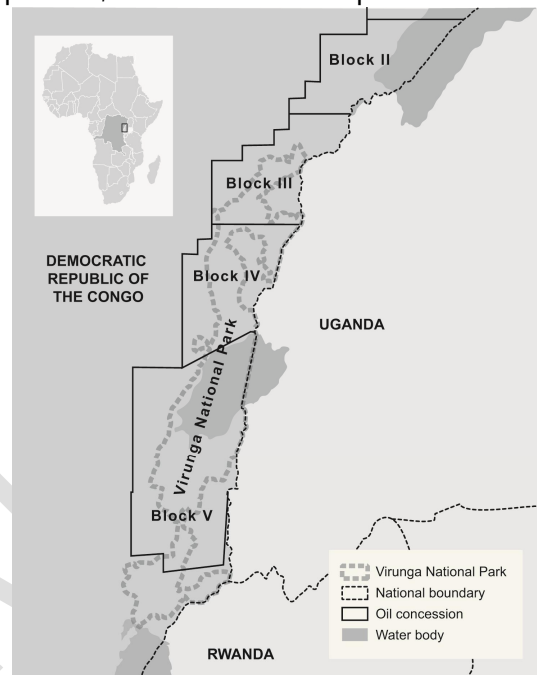 Block II
Block III
DEMOCRATIC
REPUBLIC OF
THE CONGO
Block IV
UGANDA
Virunga National Park
Block V
Virunga National Park
National boundary
Oil concession
Water body
RWANDA